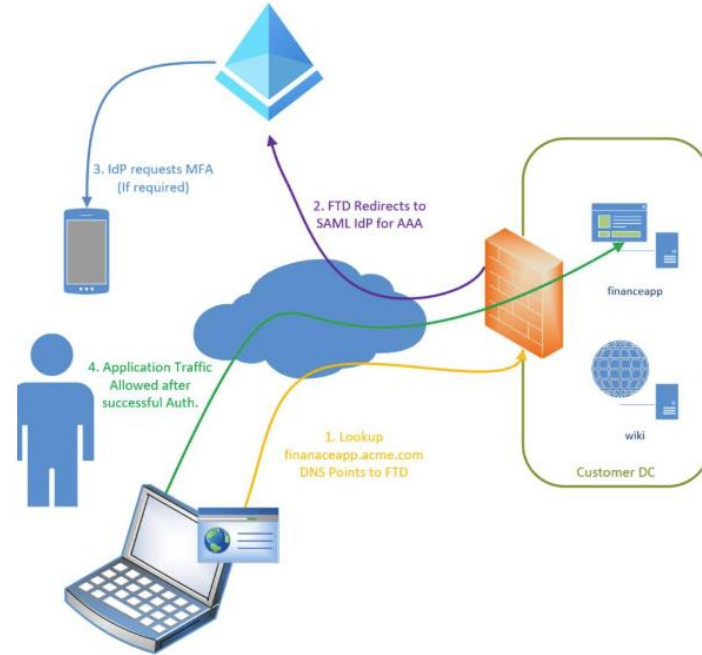 3. IdP requests MFA
(If required)
2. FTD Redirects to
SAML IdP for AAA
financeapp
4. Application Traffic
Allowed after
successful Auth.
wiki
1. Lookup
finanaceapp.acme.com
DNS Points to FTD
Customer DC